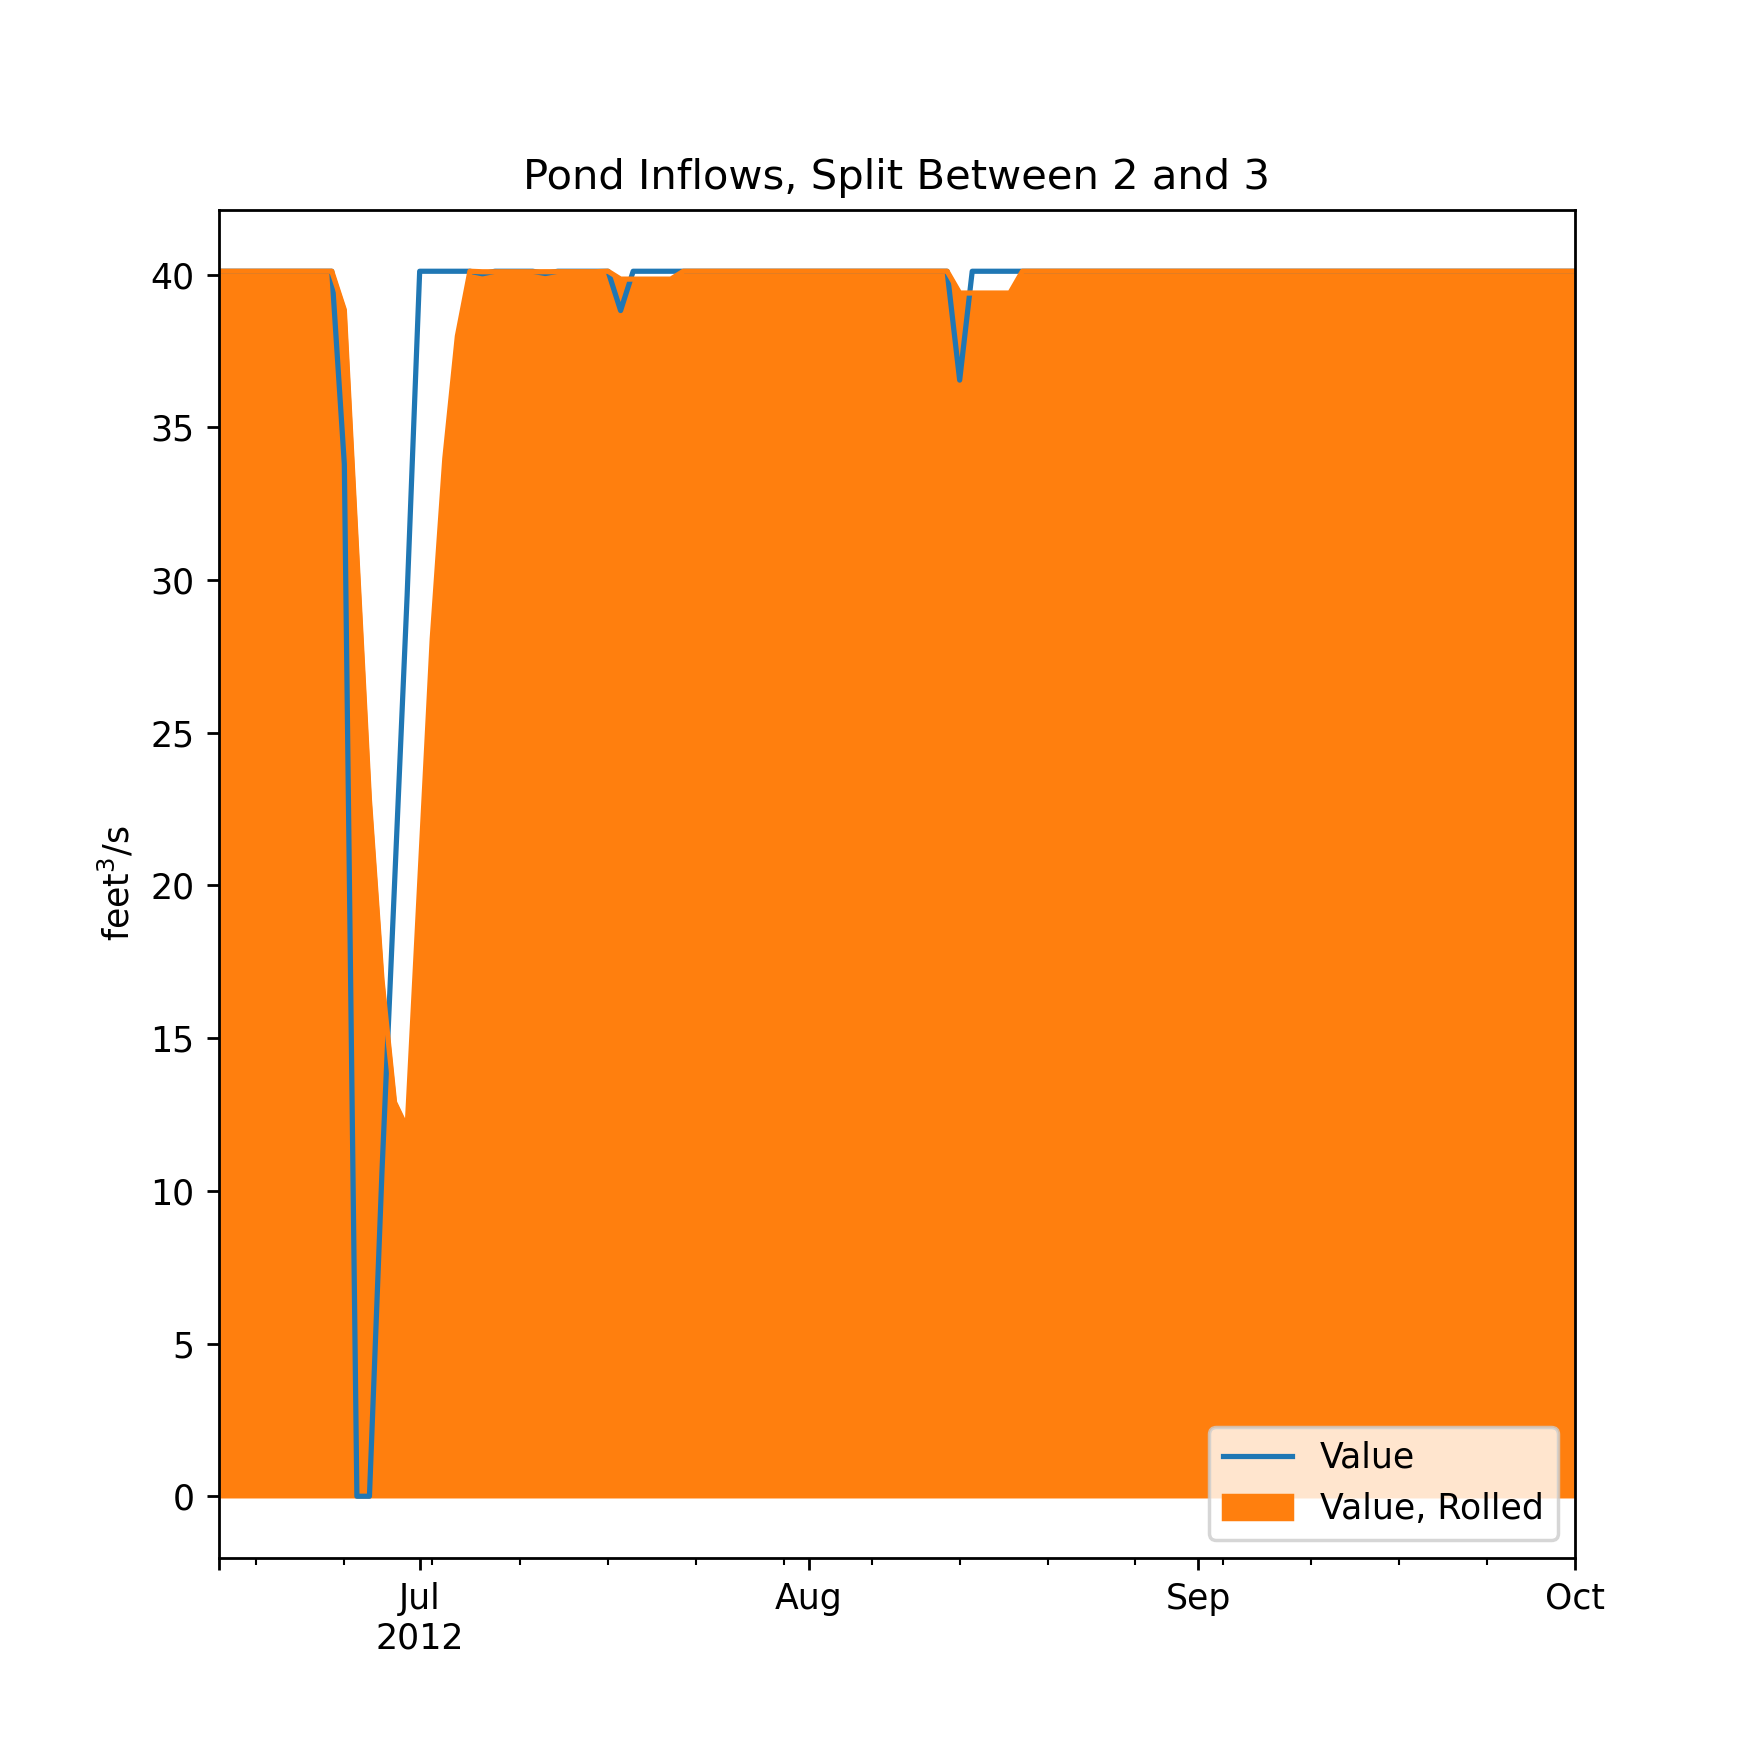 Pond Inflows, Split Between 2 and 3
40
35
30
25
20
15
10
5
0
feet³/s
Value
Value, Rolled
Jul
2012
Aug
Sep
Oct